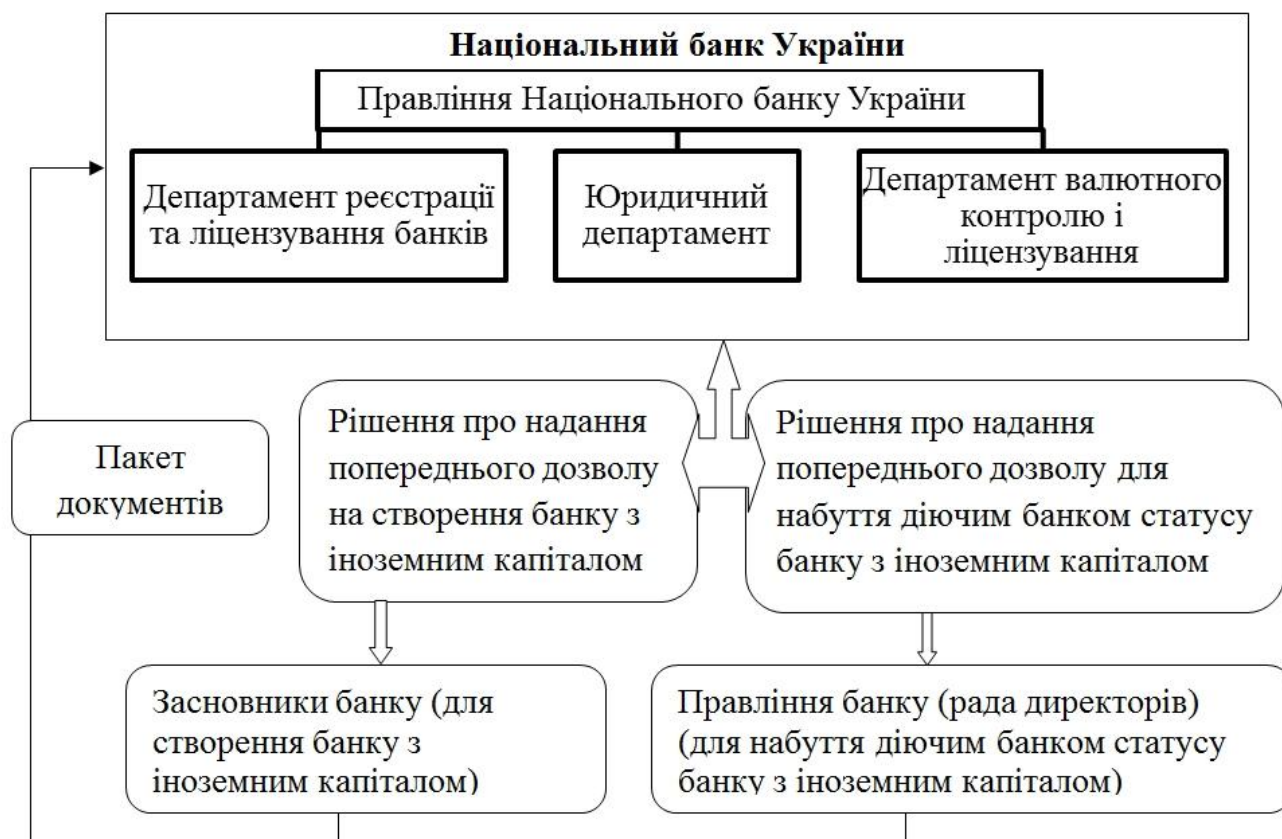 Національний банк України
Правління Національного банку України
Департамент реєстрації
та ліцензування банків
Юридичний
департамент
Департамент валютного
контролю і
ліцензування
Пакет
документів
Рішення про надання
попереднього дозволу
на створення банку з
іноземним капіталом
Рішення про надання
попереднього дозволу для
набуття діючим банком статусу
банку з іноземним капіталом
Засновники банку (для
створення банку з
іноземним капіталом)
Правління банку (рада директорів)
(для набуття діючим банком статусу
банку з іноземним капіталом)